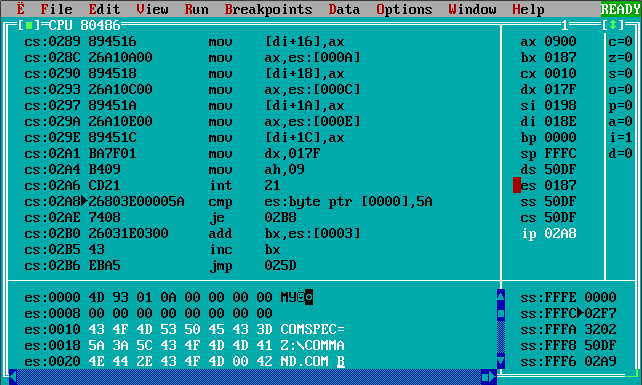 ≡ File Edit View Run Breakpoints Data Options Window Help READY
[■]=CPU 80486 1 [↕]
cs:0289 894516 mov [di+16],ax ax 0900 c=0
cs:028C 26A10A00 mov ax,es:[000A] bx 0187 z=0
cs:0290 894518 mov [di+18],ax cx 0010 s=0
cs:0293 26A10C00 mov ax,es:[000C] dx 017F o=0
cs:0297 89451A mov [di+1A],ax si 0198 p=0
cs:029A 26A10E00 mov ax,es:[000E] di 018E a=0
cs:029E 89451C mov [di+1C],ax bp 0000 i=1
cs:02A1 BA7F01 mov dx,017F sp FFFC d=0
cs:02A4 B409 mov ah,09 ds 50DF
cs:02A6 CD21 int 21 es 0187
cs:02A8►26803E00005A cmp es:byte ptr [0000],5A ss 50DF
cs:02AE 7408 je 02B8 cs 50DF
cs:02B0 26031E0300 add bx,es:[0003] ip 02A8
cs:02B5 43 inc bx
cs:02B6 EBA5 jmp 025D
es:0000 4D 93 01 0A 00 00 00 00 Mô☺◙ ss:FFFE 0000
es:0008 00 00 00 00 00 00 00 00 ss:FFFC►02F7
es:0010 43 4F 4D 53 50 45 43 3D COMSPEC= ss:FFFA 3202
es:0018 5A 3A 5C 43 4F 4D 4D 41 Z:\COMMA ss:FFF8 50DF
es:0020 4E 44 2E 43 4F 4D 00 42 ND.COM B ss:FFF6 02A9